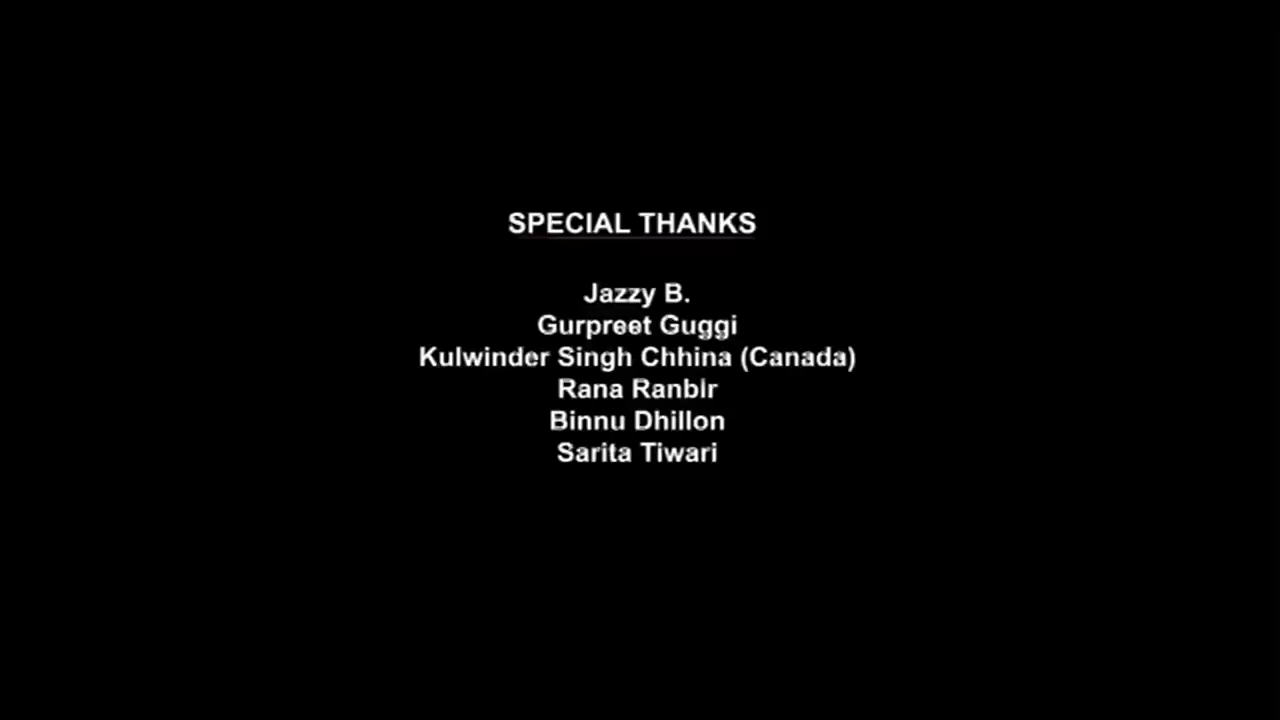 SPECIAL THANKS
Jazzy B.
Gurpreet Guggi
Kulwinder Singh Chhina (Canada)
Rana Ranbir
Binnu Dhillon
Sarita Tiwari